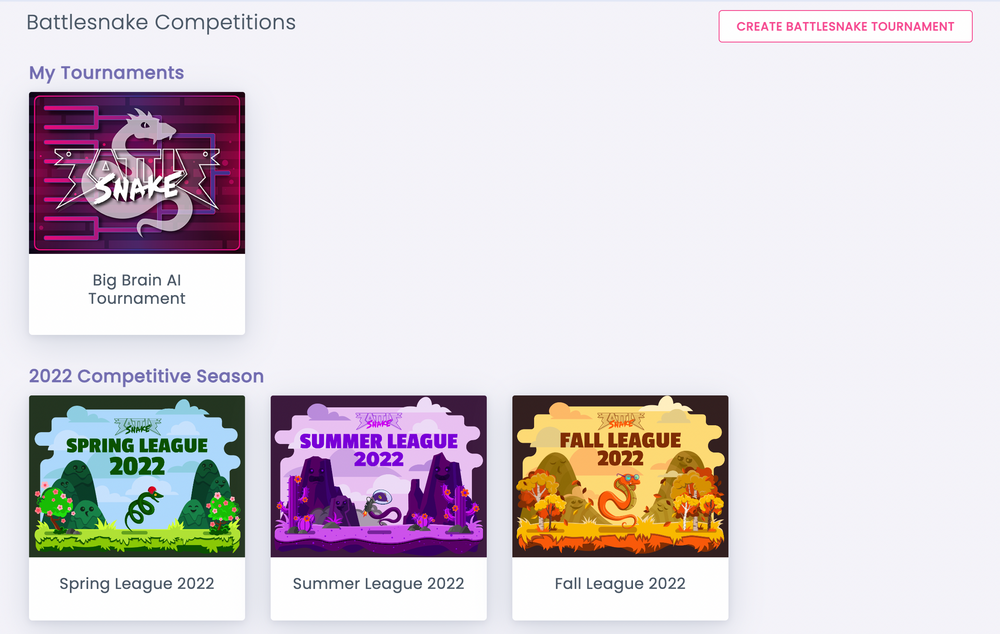 Battlesnake Competitions
CREATE BATTLESNAKE TOURNAMENT
My Tournaments
BATTLE
SNAKE
Big Brain AI
Tournament
2022 Competitive Season
BATTLE
SNAKE
SPRING LEAGUE
2022
BATTLE
SNAKE
SUMMER LEAGUE
2022
BATTLE
SNAKE
FALL LEAGUE
2022
Spring League 2022
Summer League 2022
Fall League 2022